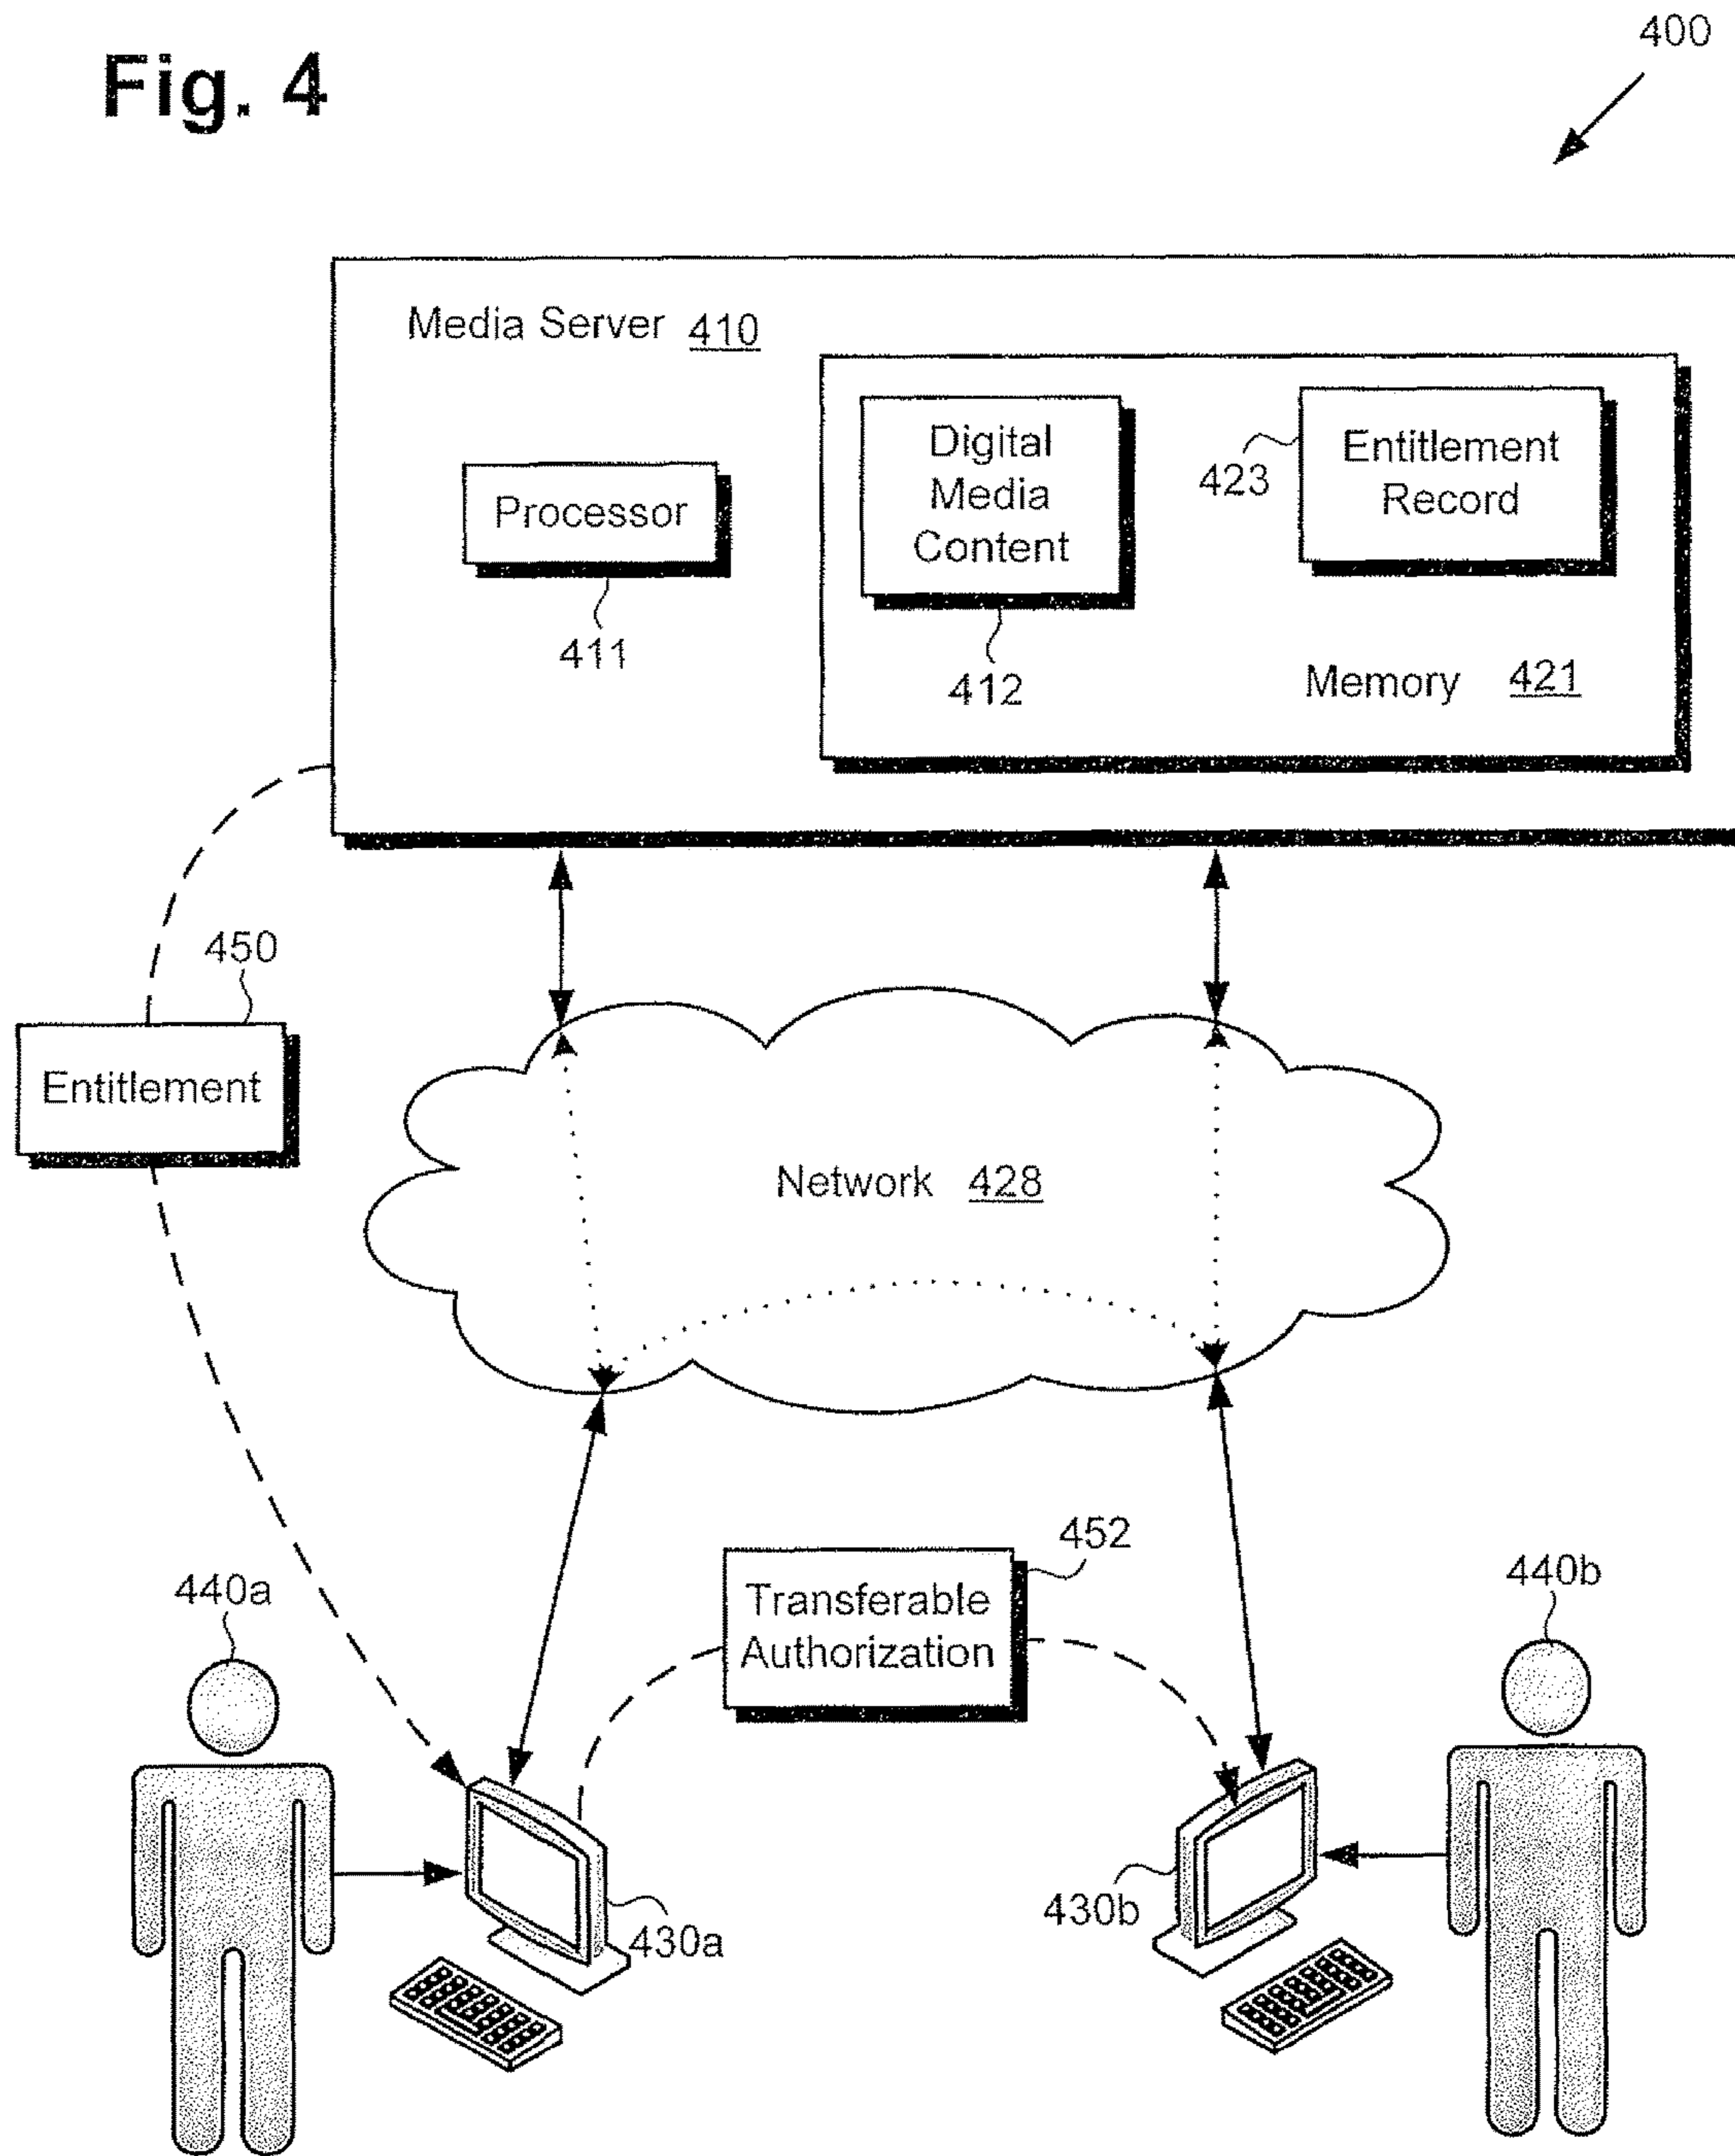 Fig. 4
400
Media Server 410
Processor
411
Digital
Media
Content
412
423
Entitlement
Record
Memory 421
450
Entitlement
Network 428
452
Transferable
Authorization
440a
440b
430a
430b